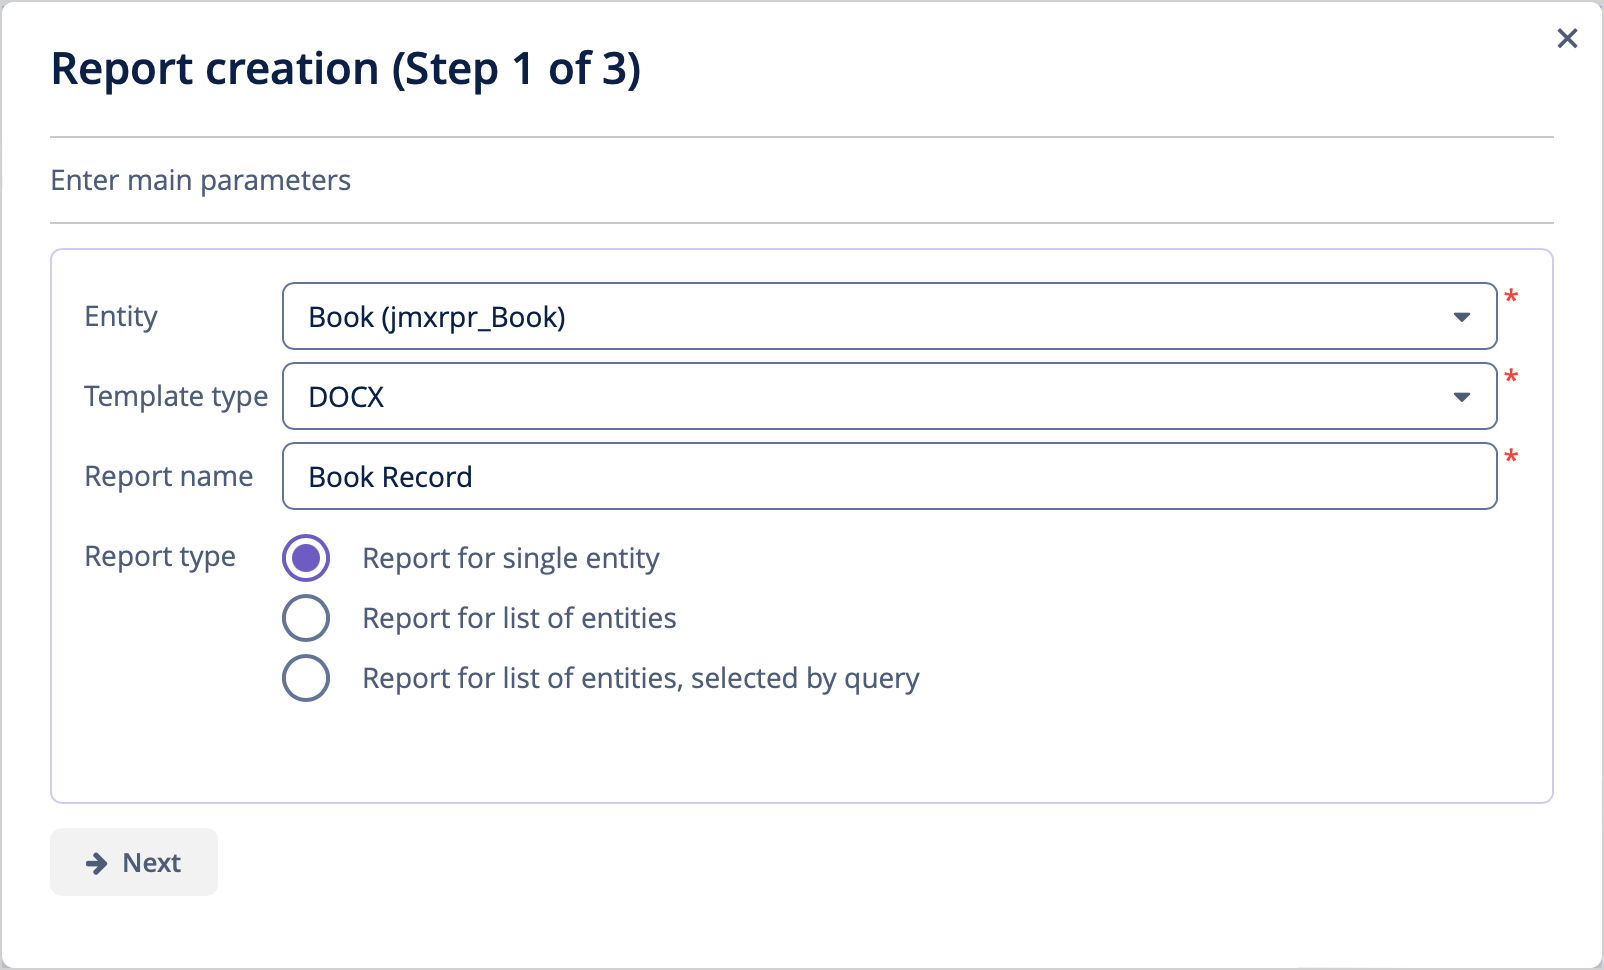 Report creation (Step 1 of 3)
Enter main parameters
Entity Book (jmxrpr_Book) *
Template type DOCX *
Report name Book Record *
Report type Report for single entity
Report for list of entities
Report for list of entities, selected by query
Next